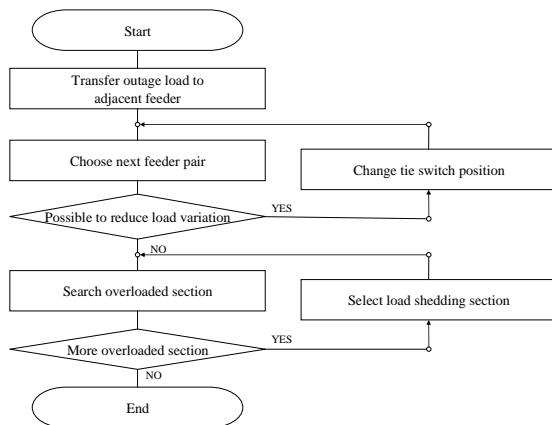 Start
Transfer outage load to
adjacent feeder
Choose next feeder pair
Change tie switch position
Possible to reduce load variation
YES
NO
Search overloaded section
Select load shedding section
More overloaded section
YES
NO
End